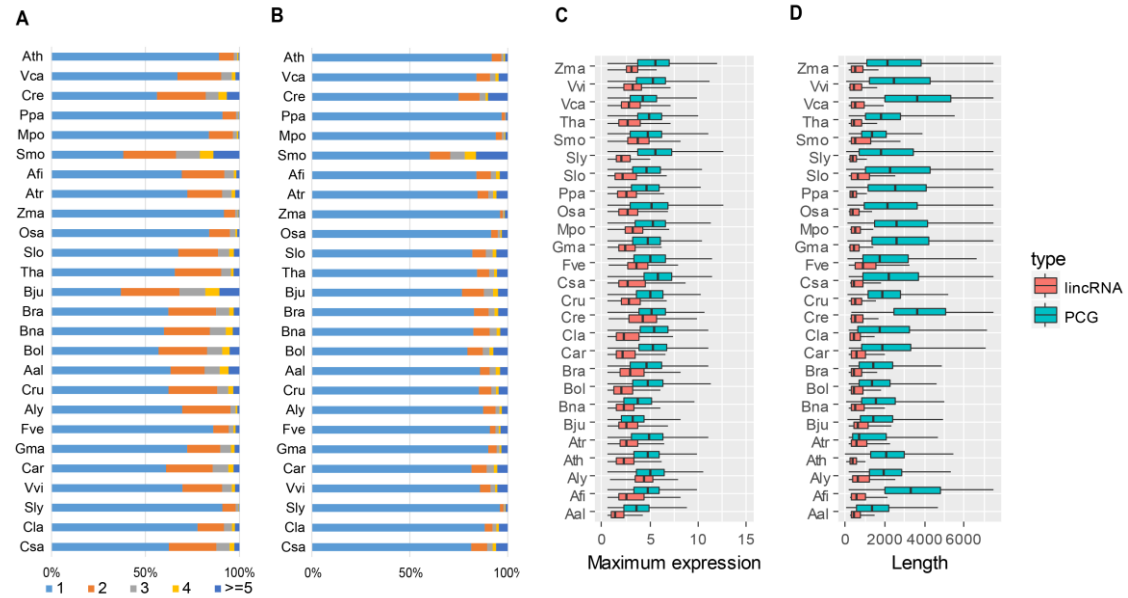 A
Ath
Vca
Cre
Ppa
Mpo
Smo
Afi
Atr
Zma
Osa
Slo
Tha
Bju
Bra
Bna
Bol
Aal
Cru
Aly
Fve
Gma
Car
Vvi
Sly
Cla
Csa
0% 50% 100%
1 2 3 4 >=5
B
Ath
Vca
Cre
Ppa
Mpo
Smo
Afi
Atr
Zma
Osa
Slo
Tha
Bju
Bra
Bna
Bol
Aal
Cru
Aly
Fve
Gma
Car
Vvi
Sly
Cla
Csa
0% 50% 100%
C
Zma
Vvi
Vca
Tha
Smo
Sly
Slo
Ppa
Osa
Mpo
Gma
Fve
Csa
Cru
Cre
Cla
Car
Bra
Bol
Bna
Bju
Atr
Ath
Aly
Afi
Aal
0 5 10 15
Maximum expression
D
Zma
Vvi
Vca
Tha
Smo
Sly
Slo
Ppa
Osa
Mpo
Gma
Fve
Csa
Cru
Cre
Cla
Car
Bra
Bol
Bna
Bju
Atr
Ath
Aly
Afi
Aal
0 2000 4000 6000
Length
type
lincRNA
PCG